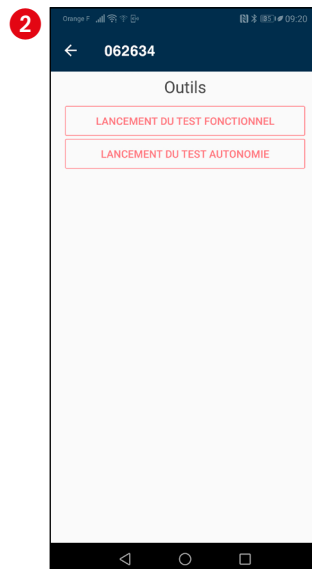 2
Orange F 09:20
062634
Outils
LANCEMENT DU TEST FONCTIONNEL
LANCEMENT DU TEST AUTONOMIE